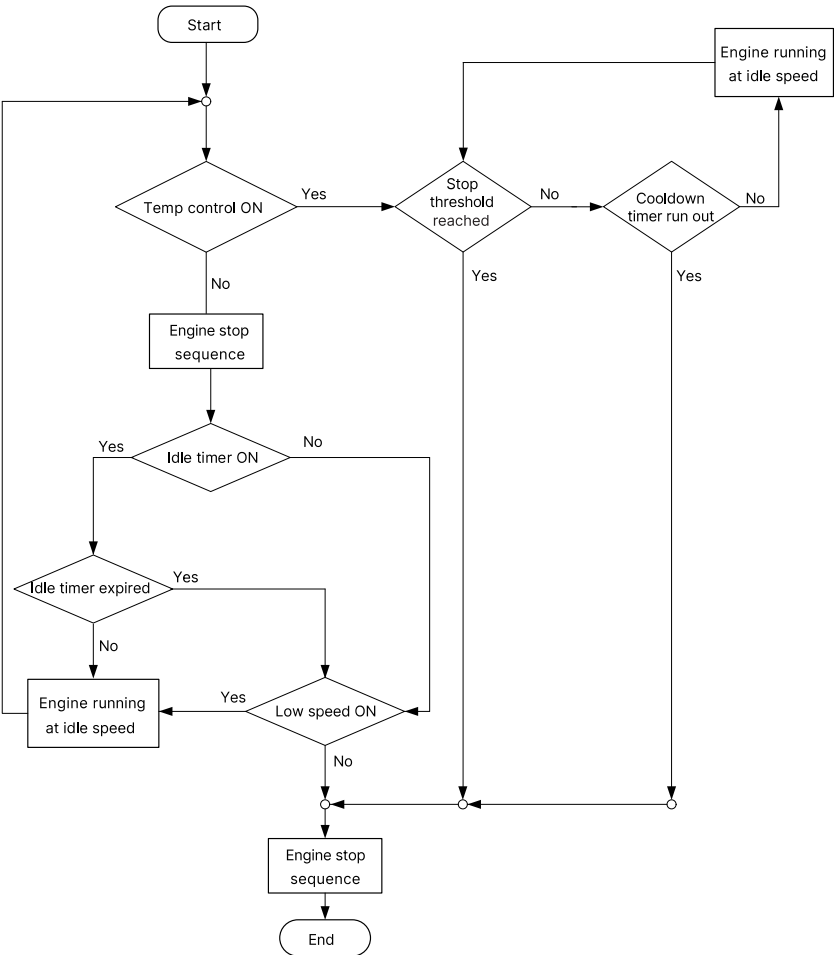 Start
Engine running
at idle speed
Temp control ON
Yes
Stop
threshold
reached
No
Cooldown
timer run out
No
No
Yes
Yes
Engine stop
sequence
Yes
Idle timer ON
No
Idle timer expired
Yes
No
Engine running
at idle speed
Yes
Low speed ON
No
Engine stop
sequence
End